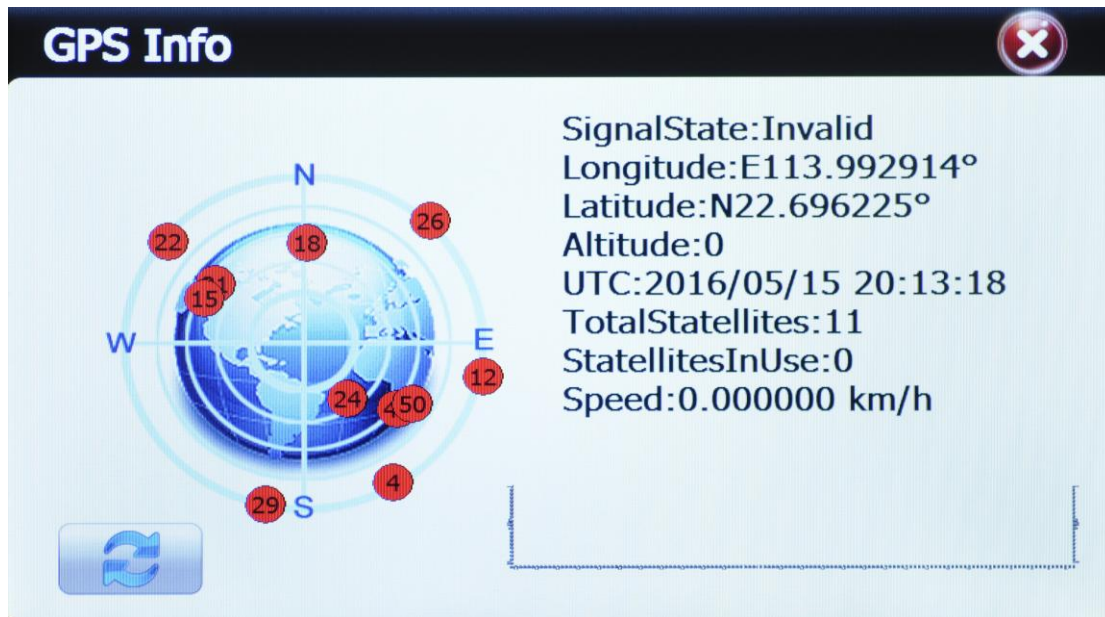 GPS Info
SignalState:Invalid
Longitude:E113.992914°
Latitude:N22.696225°
Altitude:0
UTC:2016/05/15 20:13:18
TotalStatellites:11
StatellitesInUse:0
Speed:0.000000 km/h
N
26
22
18
15
W
E
12
24
50
4
29
S